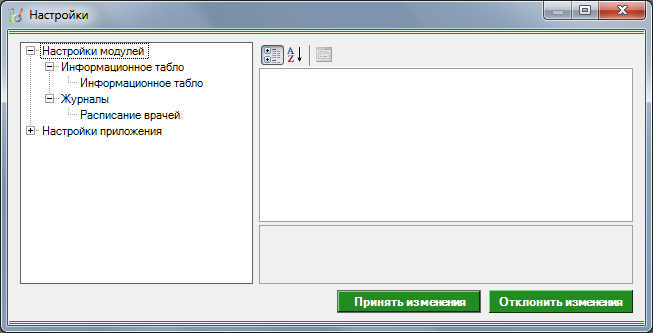 Настройки
Настройки модулей
Информационное табло
Информационное табло
Журналы
Расписание врачей
Настройки приложения
A
Z
Принять изменения
Отклонить изменения